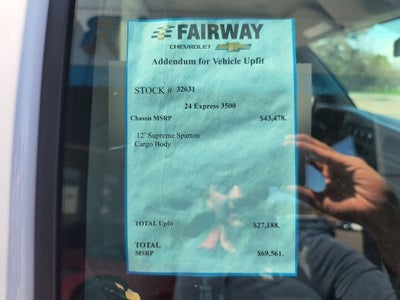 FAIRWAY
CHEVROLET
Addendum for Vehicle Upfit
STOCK # 32631
24 Express 3500
Chassis MSRP $43,478.
12' Supreme Sparton
Cargo Body
TOTAL Upfit $27,188.
TOTAL
MSRP $69,561.